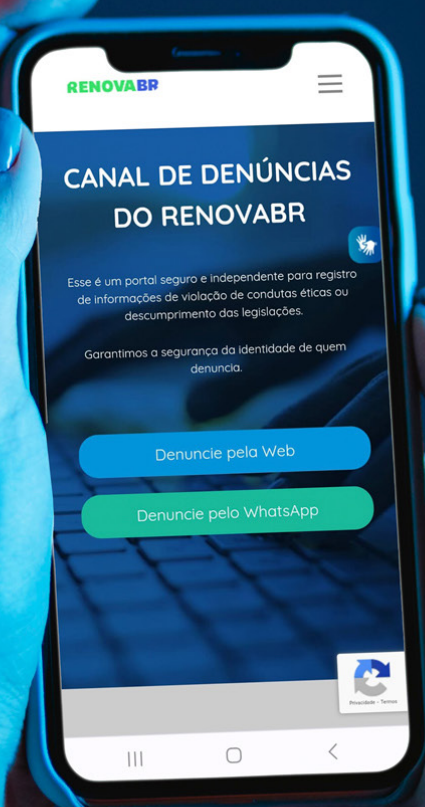 RENOVABR
CANAL DE DENÚNCIAS
DO RENOVABR
Esse é um portal seguro e independente para registro
de informações de violação de condutas éticas ou
descumprimento das legislações.
Garantimos a segurança da identidade de quem
denuncia.
Denuncie pela Web
Denuncie pelo WhatsApp
Privacidade - Termos